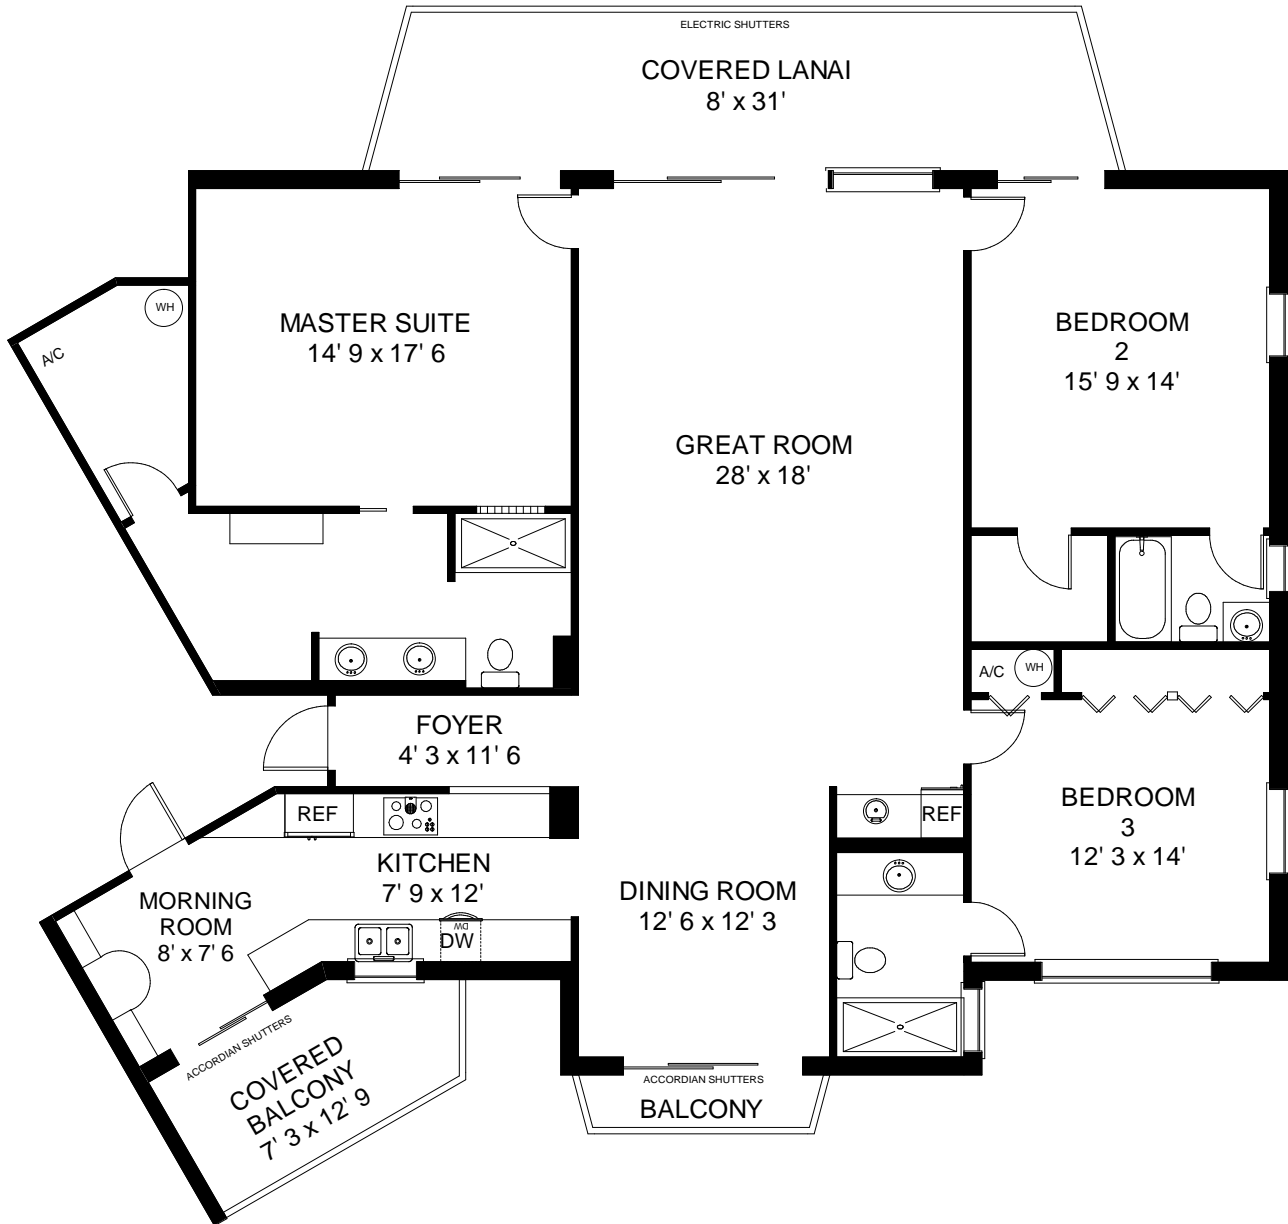 ELECTRIC SHUTTERS
COVERED LANAI
8' x 31'
WH
A/C
MASTER SUITE
14' 9 x 17' 6
BEDROOM
2
15' 9 x 14'
GREAT ROOM
28' x 18'
A/C
WH
FOYER
4' 3 x 11' 6
REF
REF
BEDROOM
3
12' 3 x 14'
KITCHEN
7' 9 x 12'
DINING ROOM
12' 6 x 12' 3
MORNING
ROOM
8' x 7' 6
DW
DW
ACCORDIAN SHUTTERS
COVERED
BALCONY
7' 3 x 12' 9
ACCORDIAN SHUTTERS
BALCONY